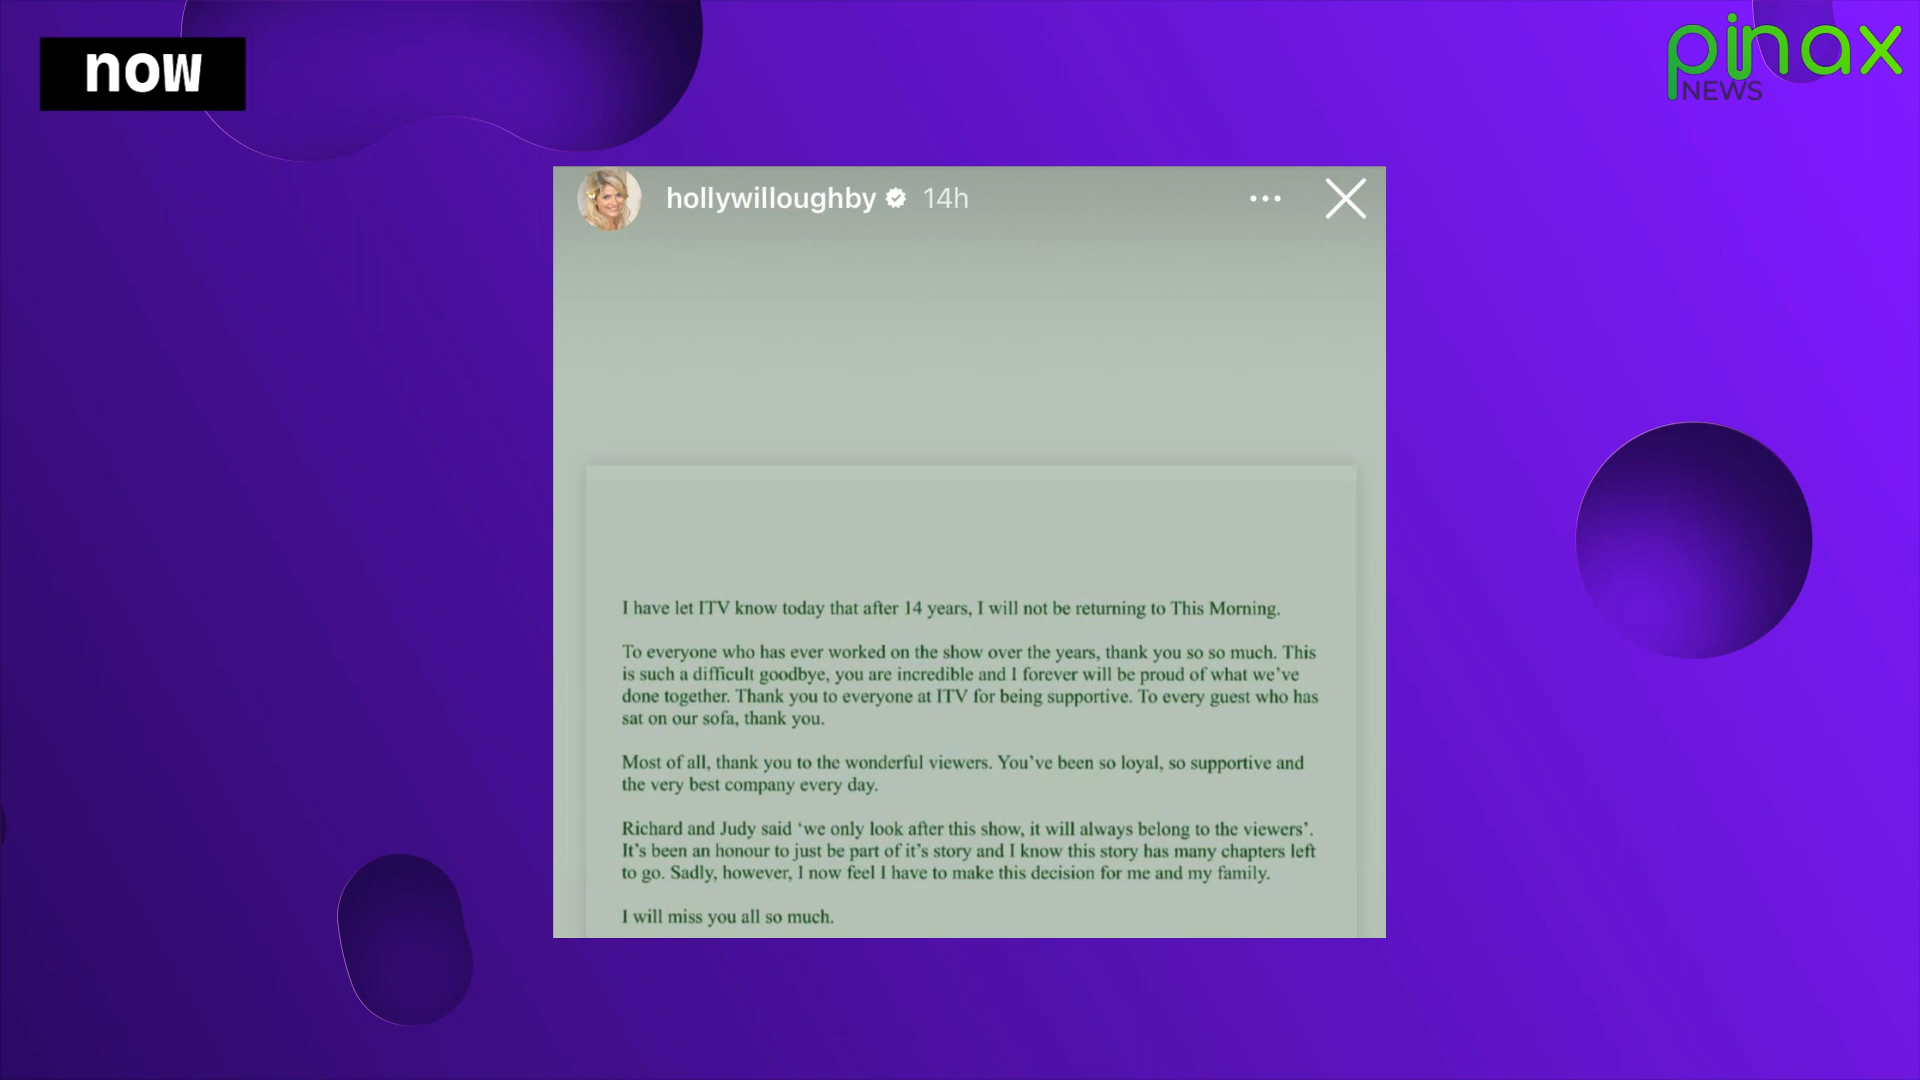 now
pinax
NEWS
hollywilloughby 14h
I have let ITV know today that after 14 years, I will not be returning to This Morning.
To everyone who has ever worked on the show over the years, thank you so so much. This
is such a difficult goodbye, you are incredible and I forever will be proud of what we’ve
done together. Thank you to everyone at ITV for being supportive. To every guest who has
sat on our sofa, thank you.
Most of all, thank you to the wonderful viewers. You’ve been so loyal, so supportive and
the very best company every day.
Richard and Judy said ‘we only look after this show, it will always belong to the viewers’.
It’s been an honour to just be part of it’s story and I know this story has many chapters left
to go. Sadly, however, I now feel I have to make this decision for me and my family.
I will miss you all so much.